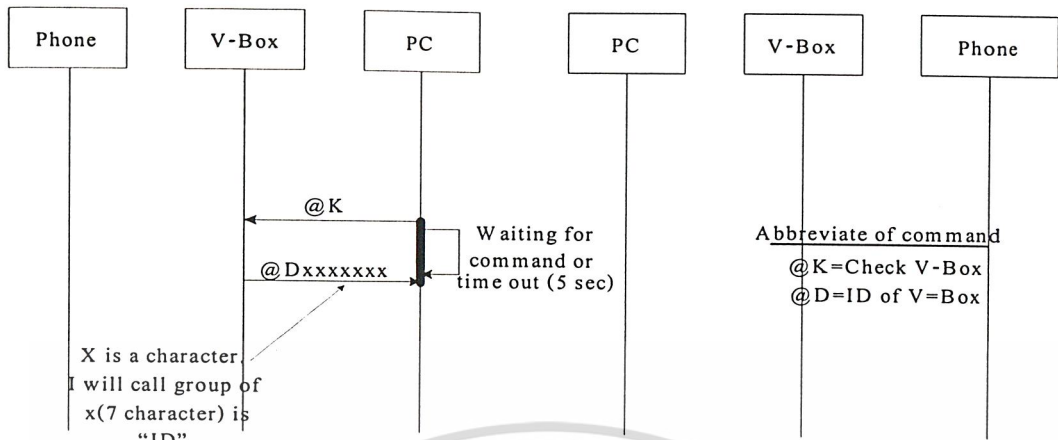 Phone
V-Box
PC
PC
V-Box
Phone
@K
Waiting for
command or
time out (5 sec)
@Dxxxxxxx
X is a character.
I will call group of
x(7 character) is
“ID”
Abbreviate of command
@K=Check V-Box
@D=ID of V=Box